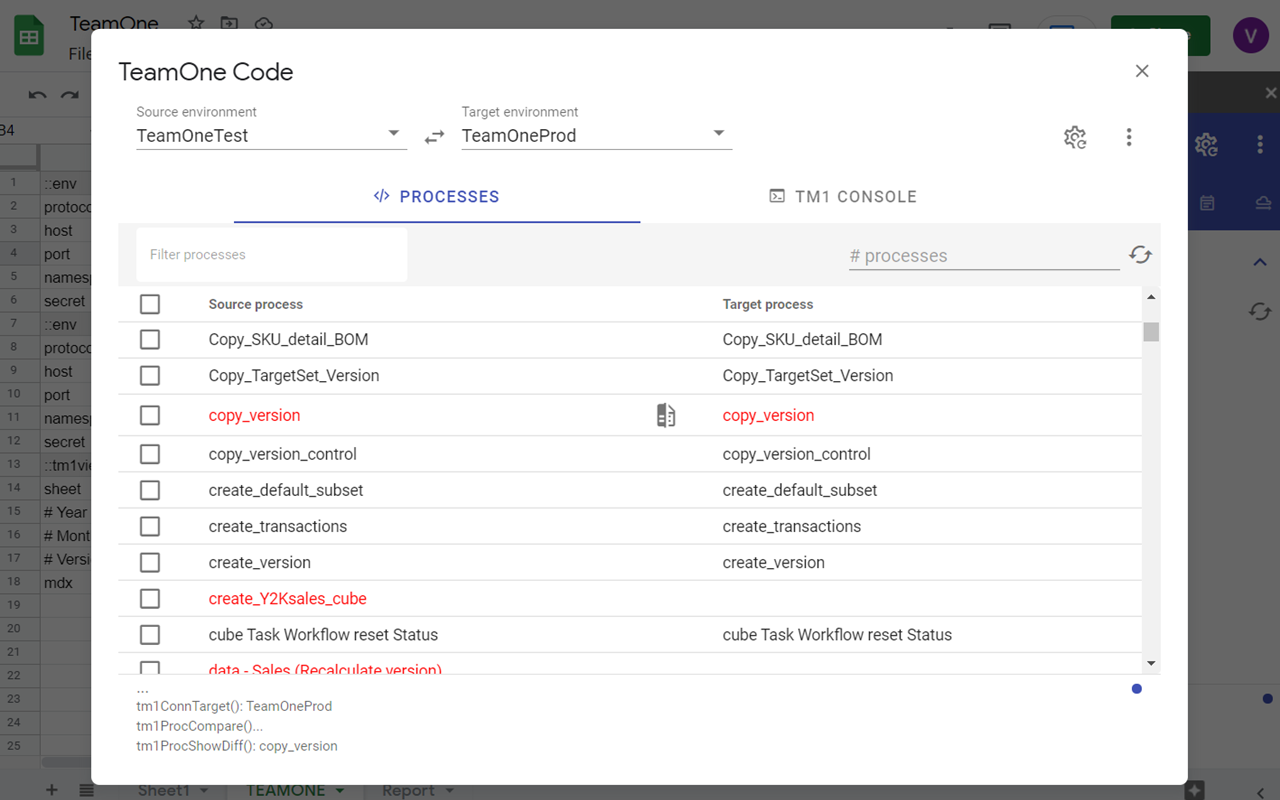 TeamOne
File
V
TeamOne Code
Source environment
Target environment
TeamOneTest
TeamOneProd
PROCESSES
TM1 CONSOLE
Filter processes
# processes
Source process
Target process
Copy_SKU_detail_BOM
Copy_SKU_detail_BOM
Copy_TargetSet_Version
Copy_TargetSet_Version
copy_version
copy_version
copy_version_control
copy_version_control
create_default_subset
create_default_subset
create_transactions
create_transactions
create_version
create_version
create_Y2Ksales_cube
cube Task Workflow reset Status
cube Task Workflow reset Status
data - Sales (Recalculate version)
...
tm1ConnTarget(): TeamOneProd
tm1ProcCompare()...
tm1ProcShowDiff(): copy_version
B4
1 ::env
2 protoco
3 host
4 port
5 namesp
6 secret
7 ::env
8 protoco
9 host
10 port
11 namesp
12 secret
13 ::tm1vie
14 sheet
15 # Year
16 # Mont
17 # Versi
18 mdx
19
20
21
22
23
24
25
Sheet1
TEAMONE
Report